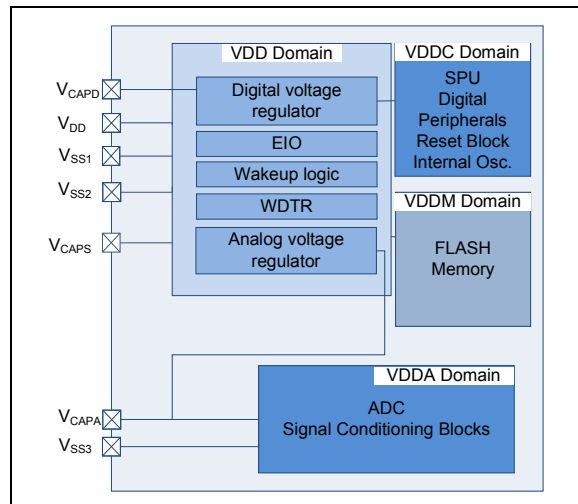 VDD Domain
VDDC Domain
SPU
Digital
Peripherals
Reset Block
Internal Osc.
VCAPD
Digital voltage
regulator
VDD
EIO
VSS1
Wakeup logic
VSS2
WDTR
VDDM Domain
FLASH
Memory
VCAPS
Analog voltage
regulator
VDDA Domain
ADC
Signal Conditioning Blocks
VCAPA
VSS3